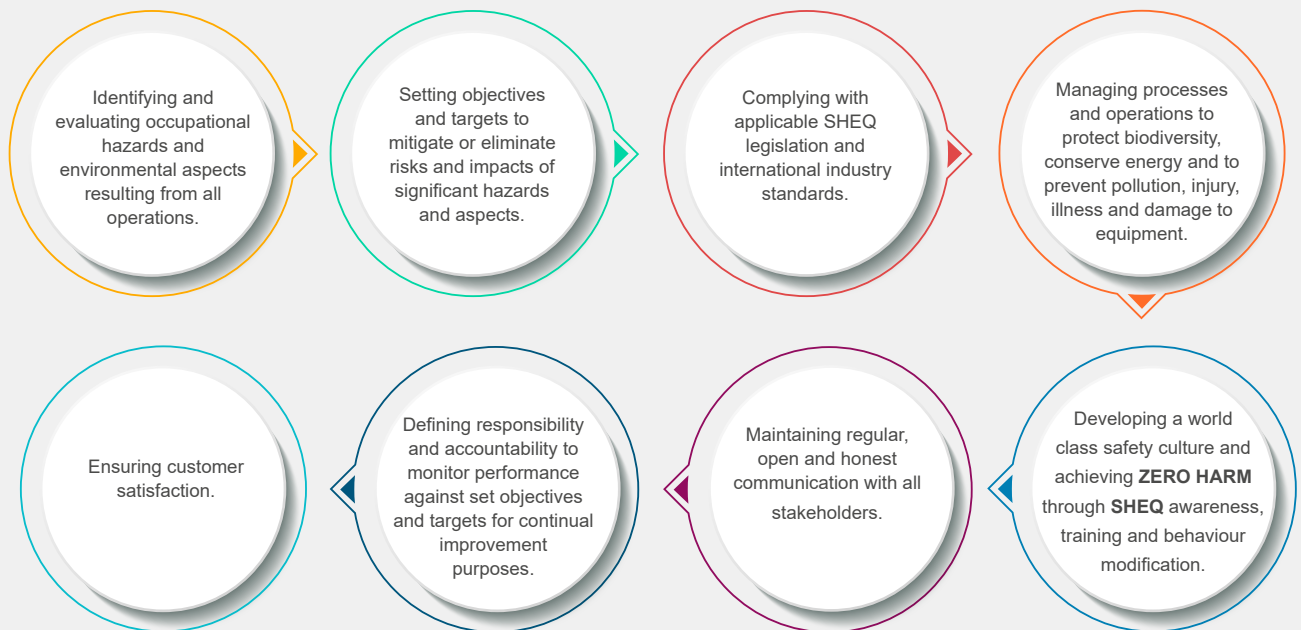 Identifying and
evaluating occupational
hazards and
environmental aspects
resulting from all
operations.
Setting objectives
and targets to
mitigate or eliminate
risks and impacts of
significant hazards
and aspects.
Complying with
applicable SHEQ
legislation and
international industry
standards.
Managing processes
and operations to
protect biodiversity,
conserve energy and to
prevent pollution, injury,
illness and damage to
equipment.
Developing a world
class safety culture and
achieving ZERO HARM
through SHEQ awareness,
training and behaviour
modification.
Maintaining regular,
open and honest
communication with all
stakeholders.
Defining responsibility
and accountability to
monitor performance
against set objectives
and targets for continual
improvement
purposes.
Ensuring customer
satisfaction.